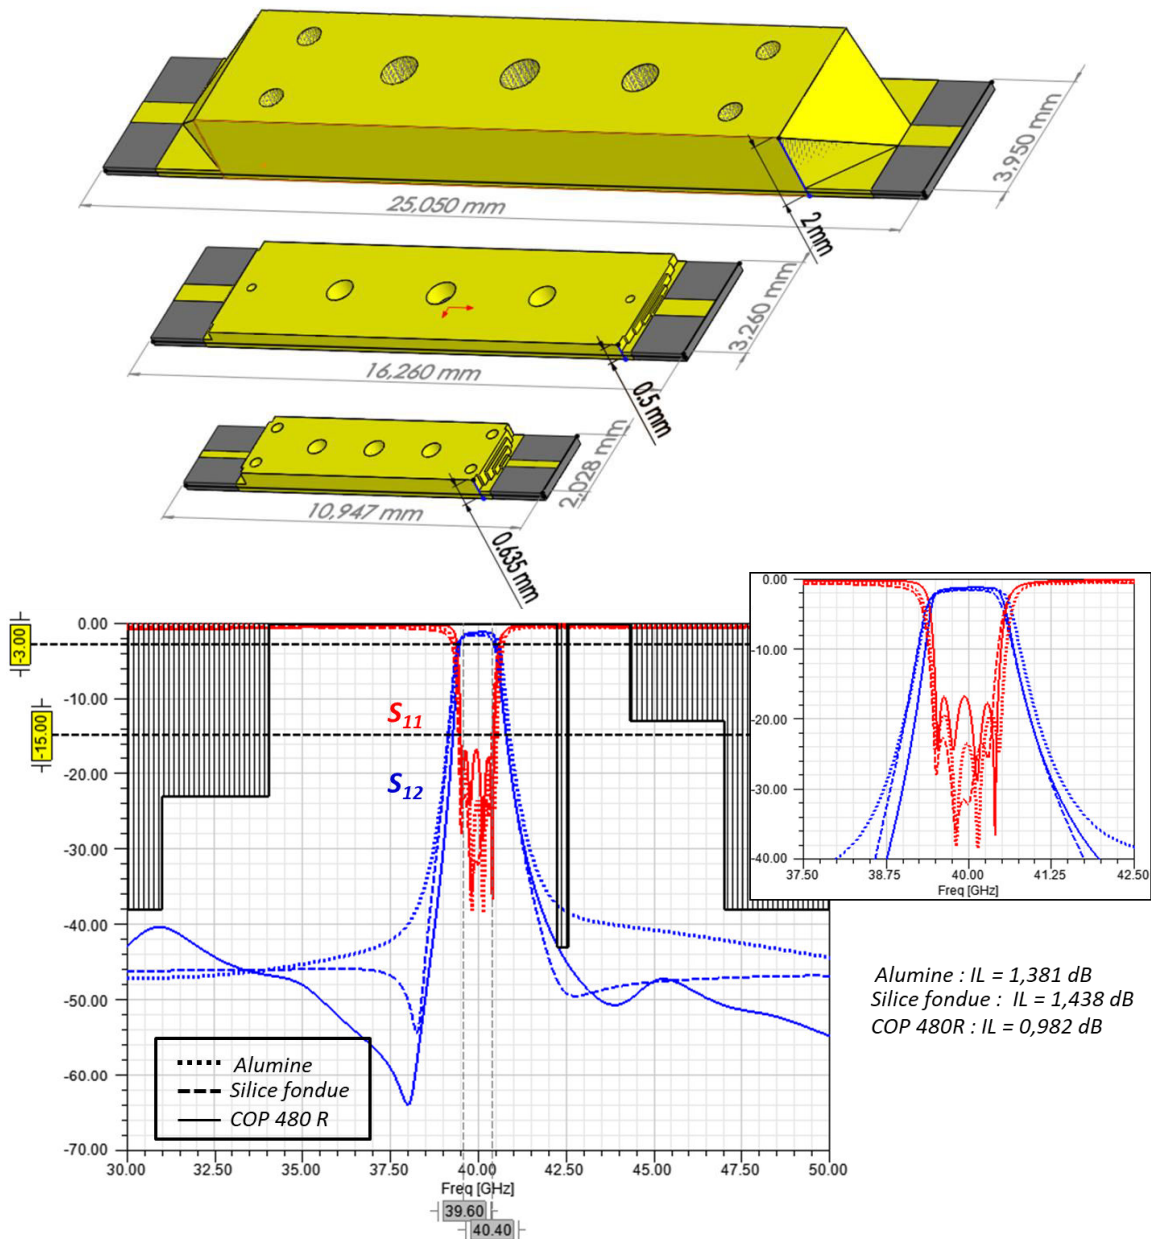 3,950 mm
25,050 mm
2 mm
3,260 mm
16,260 mm
0.5 mm
2,028 mm
10,947 mm
0.635 mm
0.00
-10.00
-20.00
-30.00
-40.00
37.50 38.75 40.00 41.25 42.50
Freq [GHz]
-3.00
-15.00
0.00
-10.00
-20.00
-30.00
-40.00
-50.00
-60.00
-70.00
S11
S12
Alumine
Silice fondue
COP 480 R
30.00 32.50 35.00 37.50 40.00 42.50 45.00 47.50 50.00
Freq [GHz]
39.60
40.40
Alumine : IL = 1,381 dB
Silice fondue : IL = 1,438 dB
COP 480R : IL = 0,982 dB